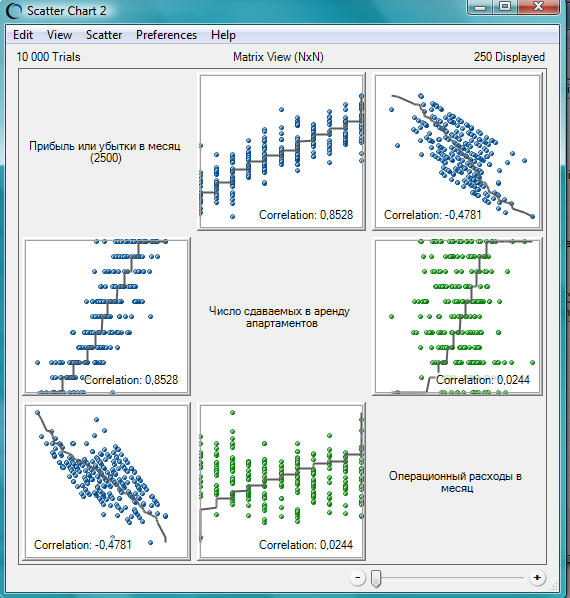 Scatter Chart 2
Edit View Scatter Preferences Help
10 000 Trials Matrix View (NxN) 250 Displayed
Прибыль или убытки в месяц
(2500)
Correlation: 0,8528
Correlation: -0,4781
Correlation: 0,8528
Число сдаваемых в аренду
апартаментов
Correlation: 0,0244
Correlation: -0,4781
Correlation: 0,0244
Операционный расходы в
месяц